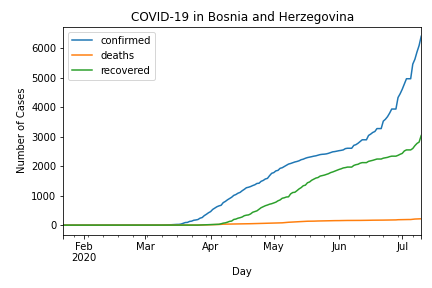 COVID-19 in Bosnia and Herzegovina
confirmed
deaths
recovered
Number of Cases
6000
5000
4000
3000
2000
1000
0
Feb
2020
Mar
Apr
May
Jun
Jul
Day